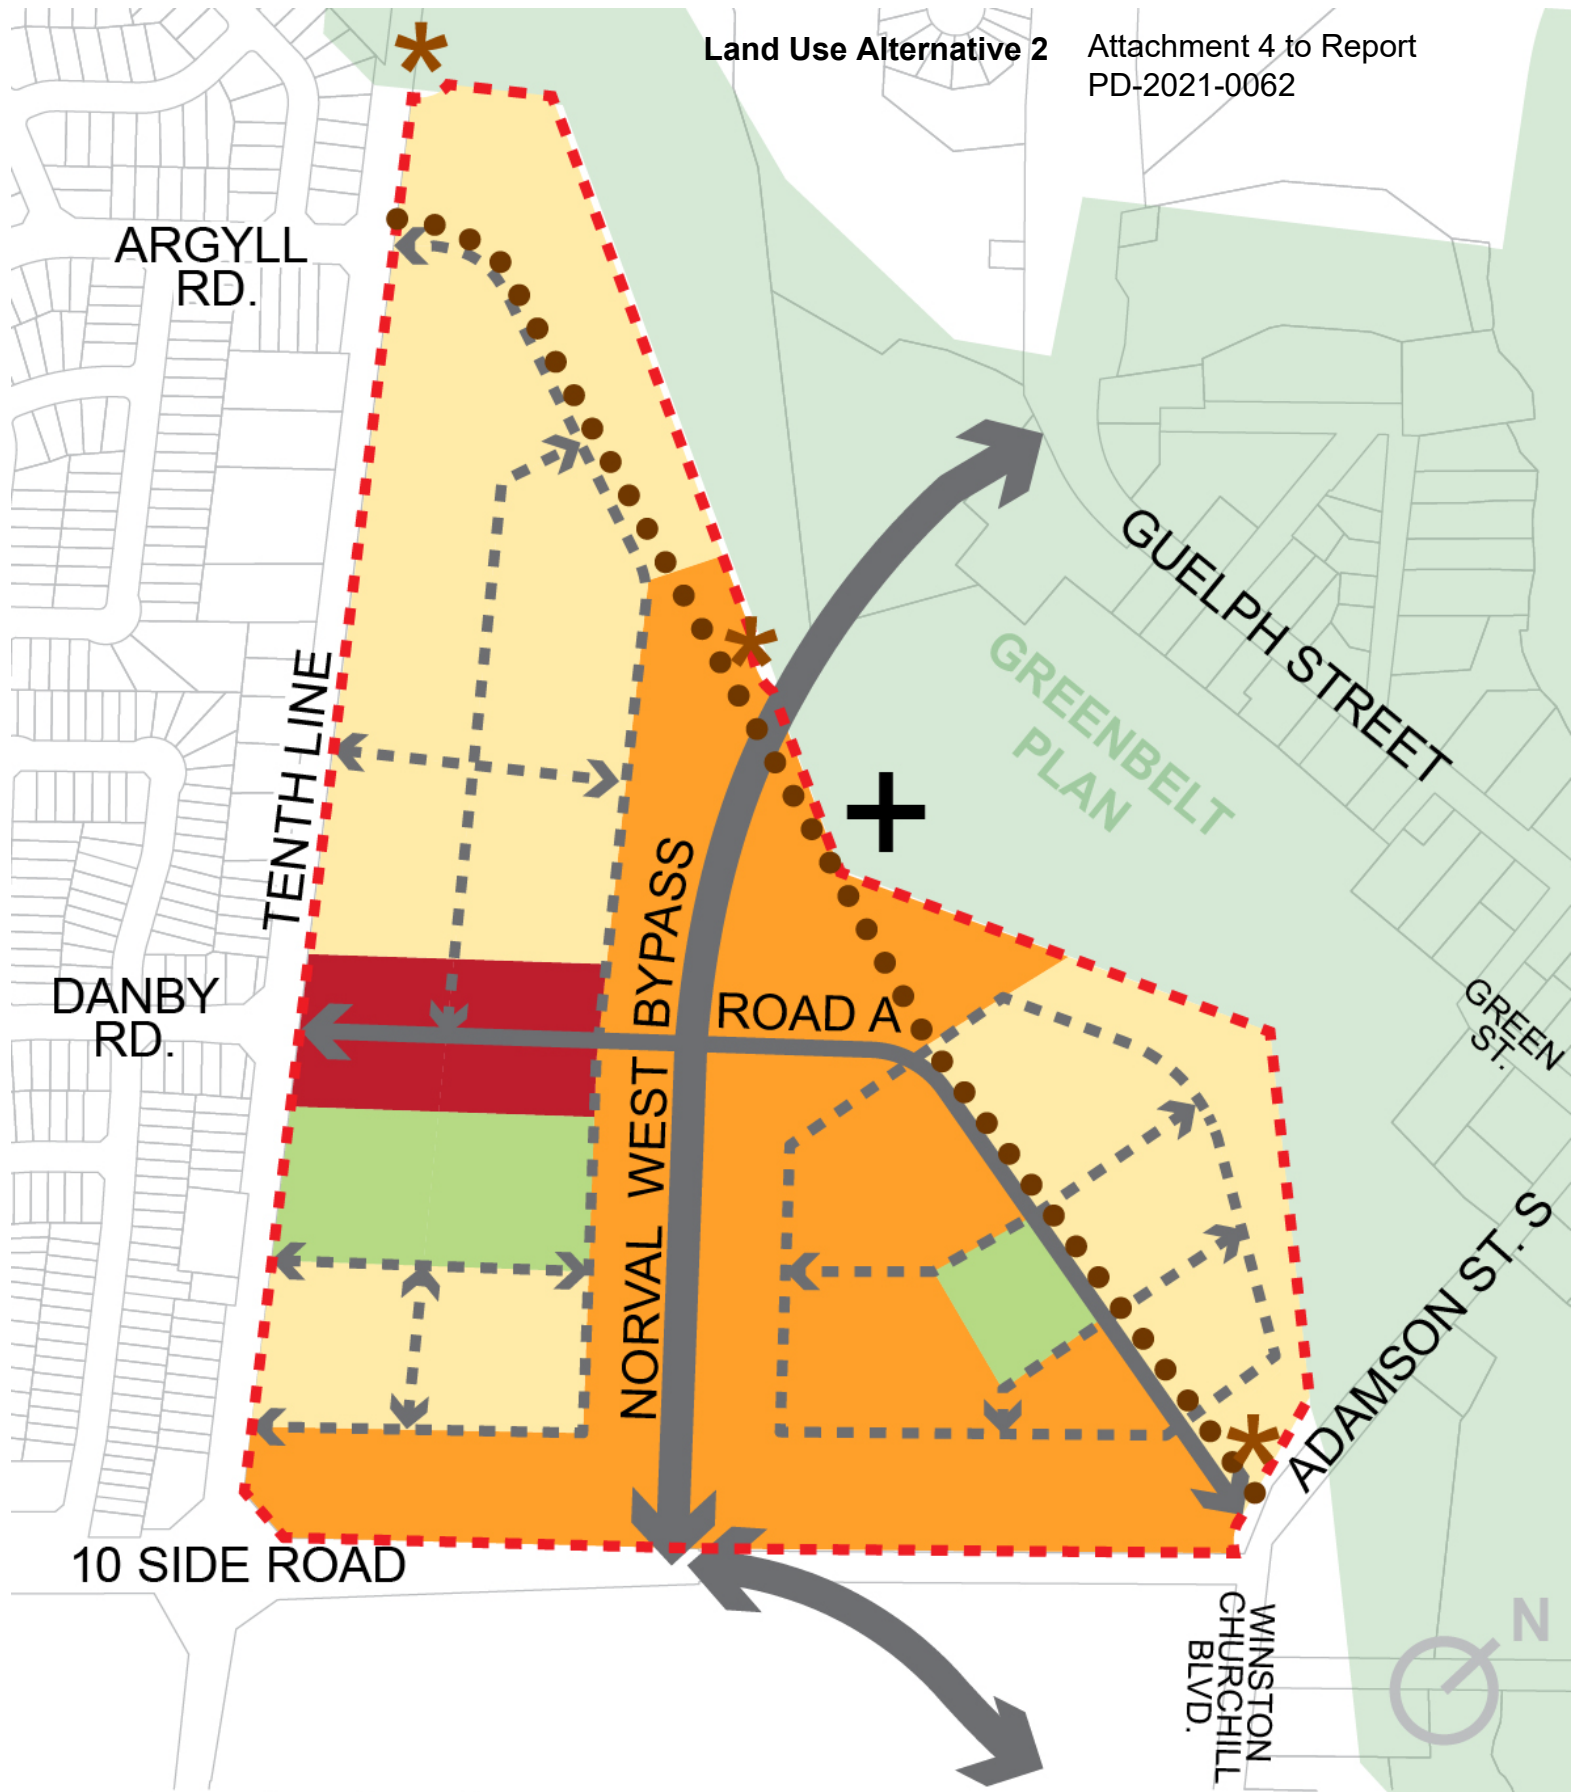 Land Use Alternative 2
Attachment 4 to Report
PD-2021-0062
ARGYLL
RD.
GUELPH STREET
GREENBELT
PLAN
TENTH LINE
NORVAL WEST BYPASS
DANBY
RD.
ROAD A
GREEN
ST.
ADAMSON ST. S
10 SIDE ROAD
WINSTON
CHURCHILL
BLVD.
N